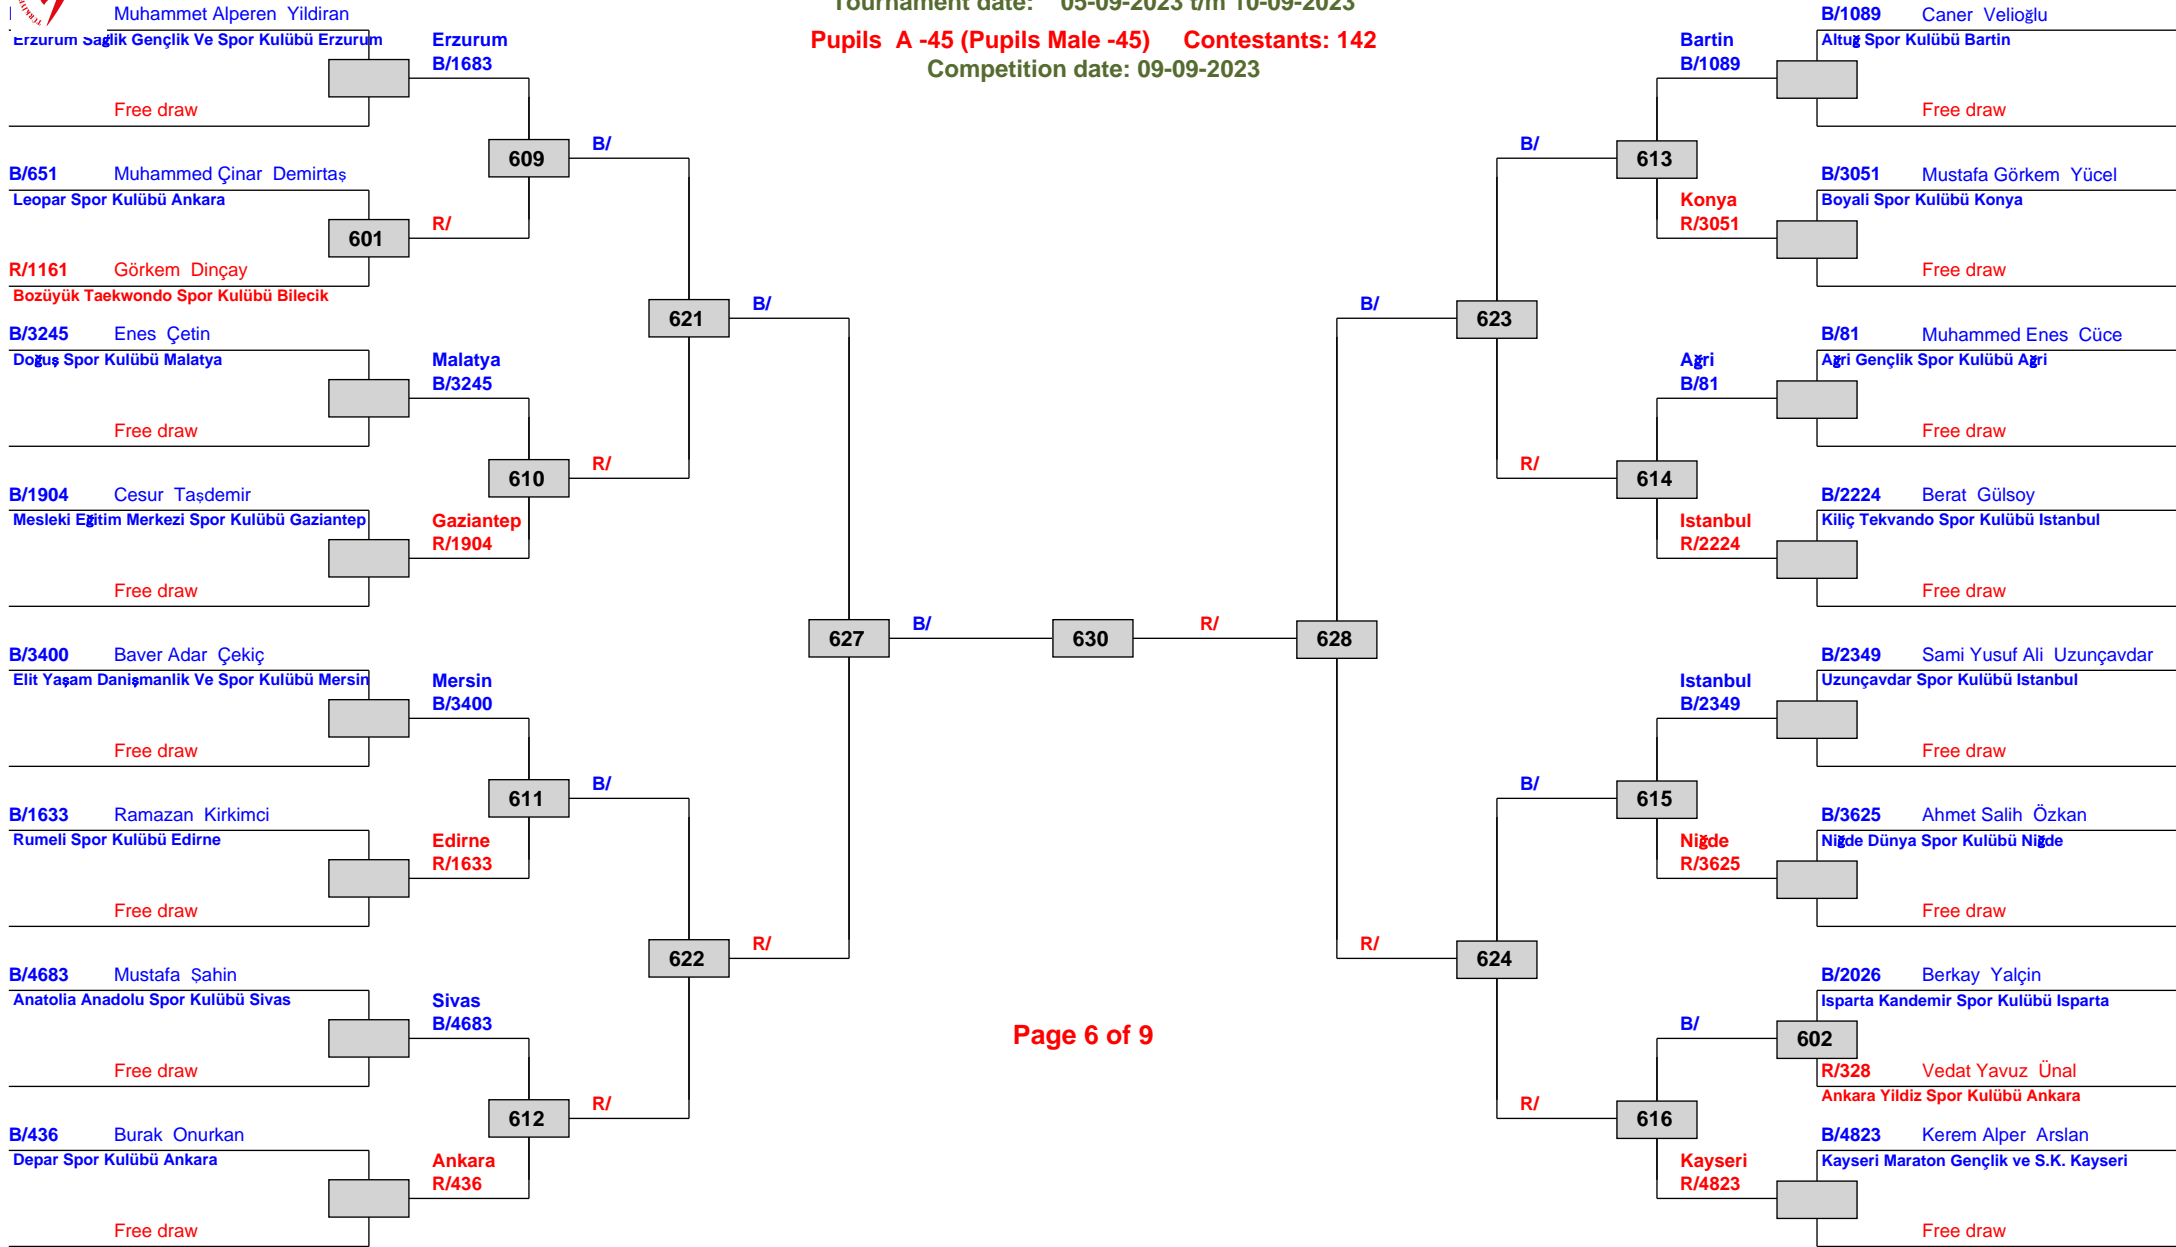 Tournament date: 05-09-2023 t/m 10-09-2023
Pupils A -45 (Pupils Male -45) Contestants: 142
Competition date: 09-09-2023
Muhammet Alperen Yildiran
Erzurum Sağlik Gençlik Ve Spor Kulübü Erzurum
Free draw
B/651 Muhammed Çinar Demirtaş
Leopar Spor Kulübü Ankara
601
R/1161 Görkem Dinçay
Bozüyük Taekwondo Spor Kulübü Bilecik
B/3245 Enes Çetin
Doğuş Spor Kulübü Malatya
Free draw
B/1904 Cesur Taşdemir
Mesleki Eğitim Merkezi Spor Kulübü Gaziantep
Free draw
B/3400 Baver Adar Çekiç
Elit Yaşam Danişmanlik Ve Spor Kulübü Mersin
Free draw
B/1633 Ramazan Kirkimci
Rumeli Spor Kulübü Edirne
Free draw
B/4683 Mustafa Şahin
Anatolia Anadolu Spor Kulübü Sivas
Free draw
B/436 Burak Onurkan
Depar Spor Kulübü Ankara
Free draw
Erzurum
B/1683
609
R/
Malatya
B/3245
610
Gaziantep
R/1904
Mersin
B/3400
611
Edirne
R/1633
Sivas
B/4683
612
Ankara
R/436
B/
621
R/
B/
622
R/
B/
627
R/
B/
630
R/
Page 6 of 9
B/
628
R/
B/
623
R/
B/
624
R/
Bartin
B/1089
613
Konya
R/3051
Ağri
B/81
614
Istanbul
R/2224
Istanbul
B/2349
615
Niğde
R/3625
B/
616
Kayseri
R/4823
B/1089 Caner Velioğlu
Altuğ Spor Kulübü Bartin
Free draw
B/3051 Mustafa Görkem Yücel
Boyali Spor Kulübü Konya
Free draw
B/81 Muhammed Enes Cüce
Ağri Gençlik Spor Kulübü Ağri
Free draw
B/2224 Berat Gülsoy
Kiliç Tekvando Spor Kulübü Istanbul
Free draw
B/2349 Sami Yusuf Ali Uzunçavdar
Uzunçavdar Spor Kulübü Istanbul
Free draw
B/3625 Ahmet Salih Özkan
Niğde Dünya Spor Kulübü Niğde
Free draw
B/2026 Berkay Yalçin
Isparta Kandemir Spor Kulübü Isparta
602
R/328 Vedat Yavuz Ünal
Ankara Yildiz Spor Kulübü Ankara
B/4823 Kerem Alper Arslan
Kayseri Maraton Gençlik ve S.K. Kayseri
Free draw